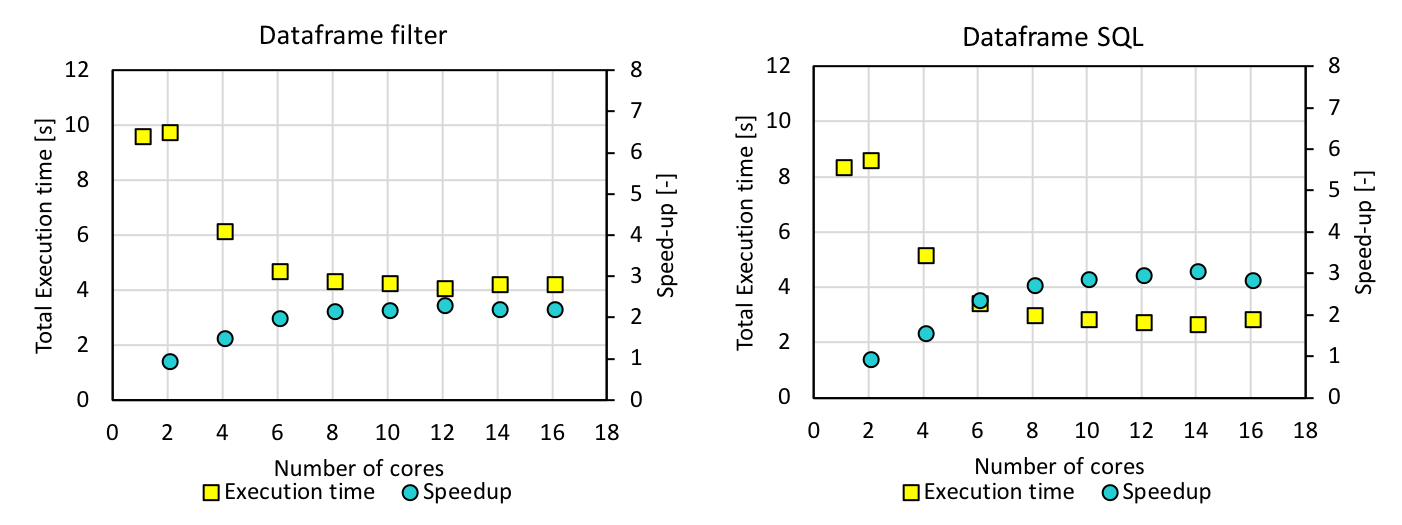 Dataframe filter
Total Execution time [s]
12
10
8
6
4
2
0
8
7
6
5
4
3
2
1
0
Speed-up [-]
0 2 4 6 8 10 12 14 16 18
Number of cores
Execution time Speedup
Dataframe SQL
Total Execution time [s]
12
10
8
6
4
2
0
8
7
6
5
4
3
2
1
0
Speed-up [-]
0 2 4 6 8 10 12 14 16 18
Number of cores
Execution time Speedup